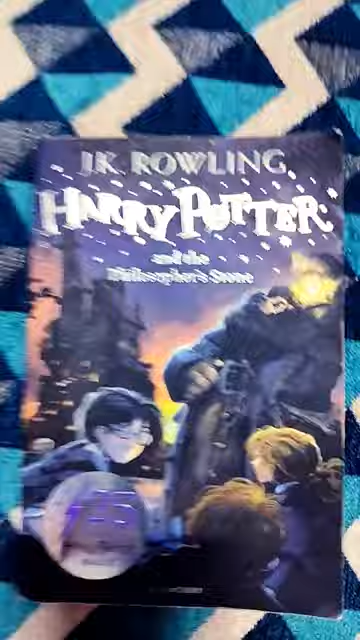 J.K. ROWLING
HARRY POTTER
and the
Philosopher's Stone